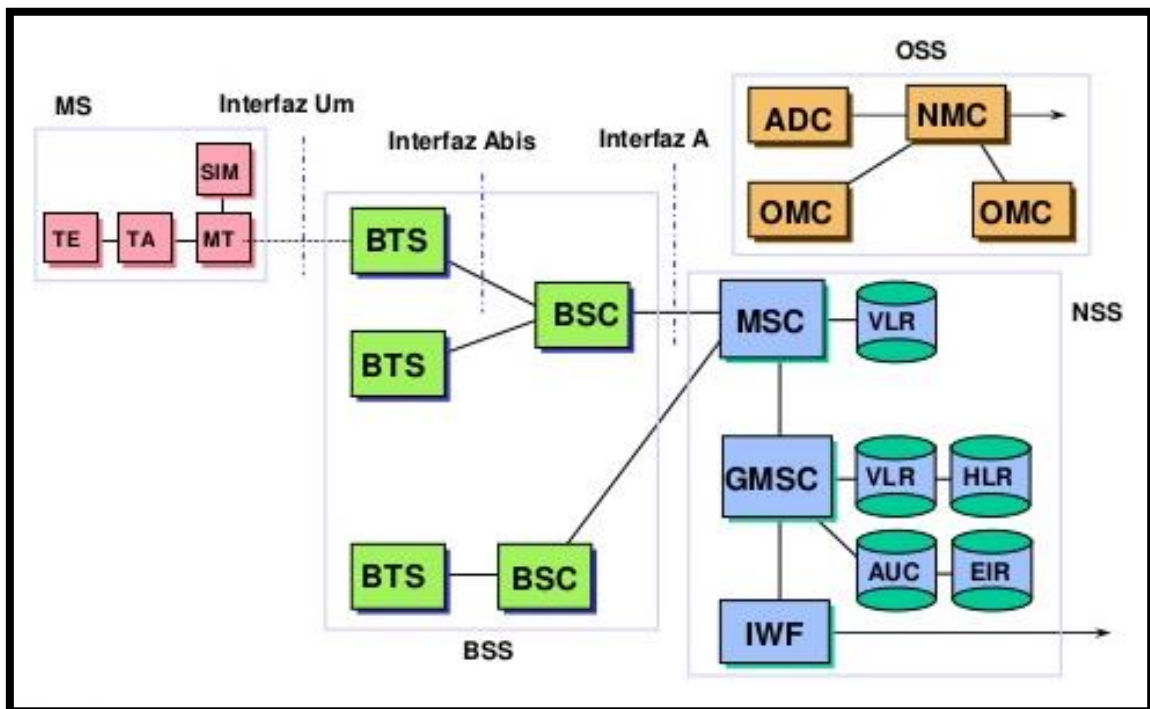 OSS
MS
Interfaz Um
Interfaz Abis
Interfaz A
ADC
NMC
OMC
OMC
SIM
TE
TA
MT
BTS
BTS
BSC
BTS
BSC
BSS
MSC
VLR
NSS
GMSC
VLR
HLR
AUC
EIR
IWF